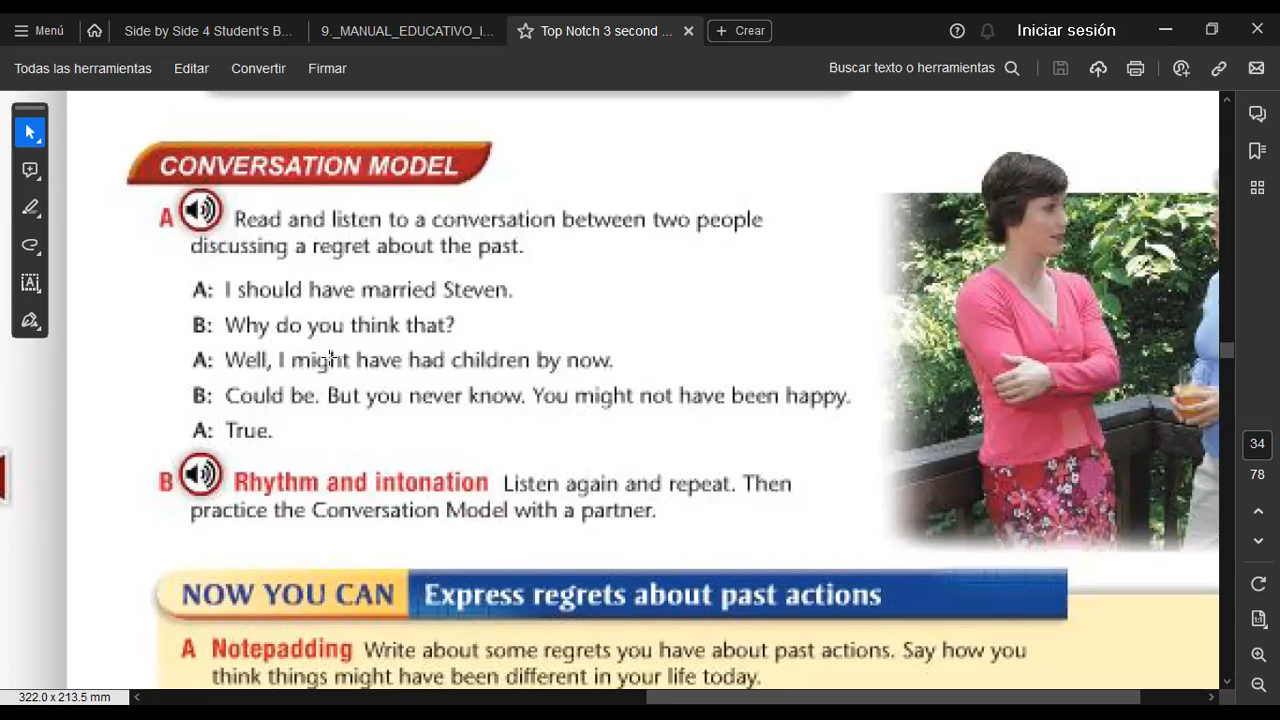 Menú
Side by Side 4 Student's B...
9._MANUAL_EDUCATIVO_I...
Top Notch 3 second ...
Crear
Iniciar sesión
Todas las herramientas
Editar
Convertir
Firmar
Buscar texto o herramientas
CONVERSATION MODEL
A Read and listen to a conversation between two people
discussing a regret about the past.
A: I should have married Steven.
B: Why do you think that?
A: Well, I might have had children by now.
B: Could be. But you never know. You might not have been happy.
A: True.
B Rhythm and intonation Listen again and repeat. Then
practice the Conversation Model with a partner.
NOW YOU CAN Express regrets about past actions
A Notepadding Write about some regrets you have about past actions. Say how you
think things might have been different in your life today.
34
78
322.0 x 213.5 mm